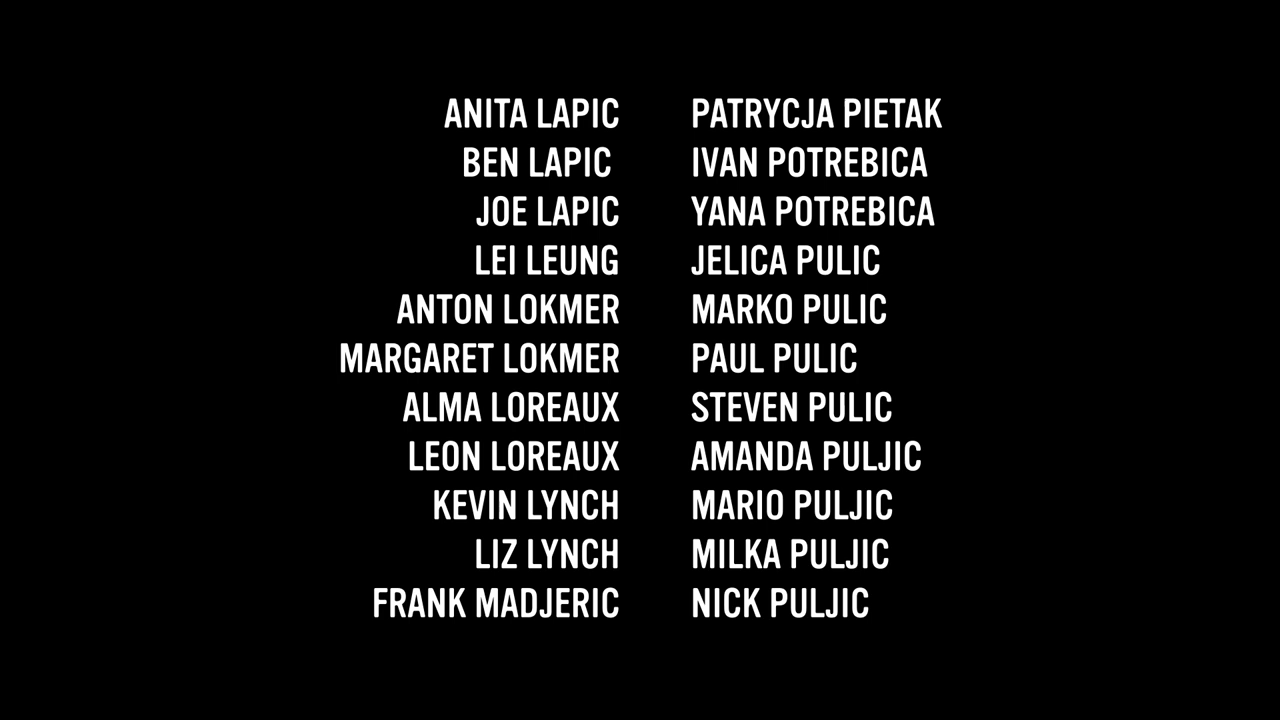 ANITA LAPIC
BEN LAPIC
JOE LAPIC
LEI LEUNG
ANTON LOKMER
MARGARET LOKMER
ALMA LOREAUX
LEON LOREAUX
KEVIN LYNCH
LIZ LYNCH
FRANK MADJERIC
PATRYCJA PIETAK
IVAN POTREBICA
YANA POTREBICA
JELICA PULIC
MARKO PULIC
PAUL PULIC
STEVEN PULIC
AMANDA PULJIC
MARIO PULJIC
MILKA PULJIC
NICK PULJIC